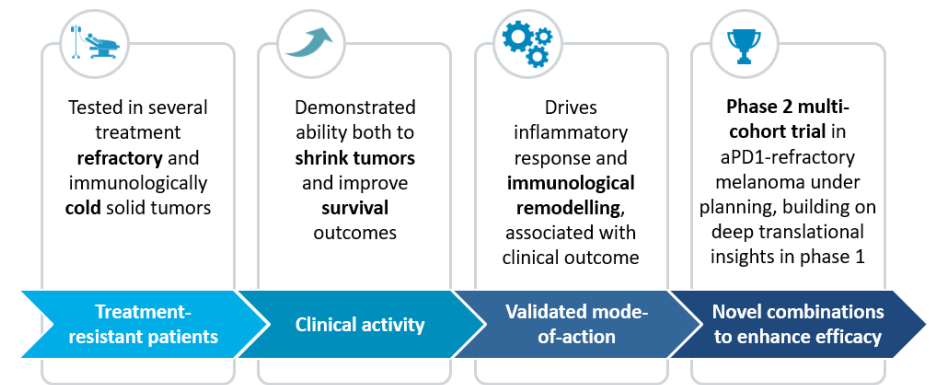 Tested in several
treatment
refractory and
immunologically
cold solid tumors
Treatment-
resistant patients
Demonstrated
ability both to
shrink tumors
and improve
survival
outcomes
Clinical activity
Drives
inflammatory
response and
immunological
remodelling,
associated with
clinical outcome
Validated mode-
of-action
Phase 2 multi-
cohort trial in
aPD1-refractory
melanoma under
planning, building on
deep translational
insights in phase 1
Novel combinations
to enhance efficacy